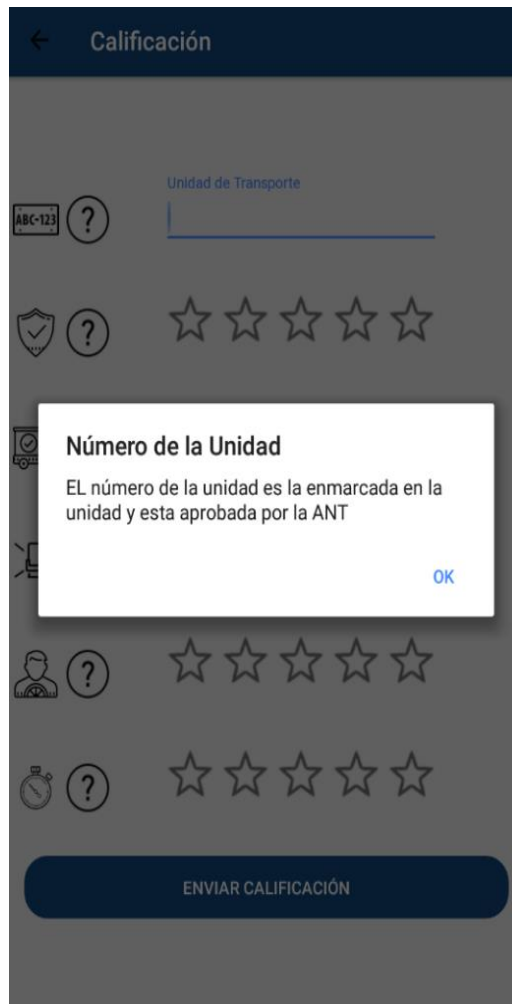 Calificación
Unidad de Transporte
ABC-123
?
?
Número de la Unidad
EL número de la unidad es la enmarcada en la
unidad y esta aprobada por la ANT
OK
?
?
ENVIAR CALIFICACIÓN